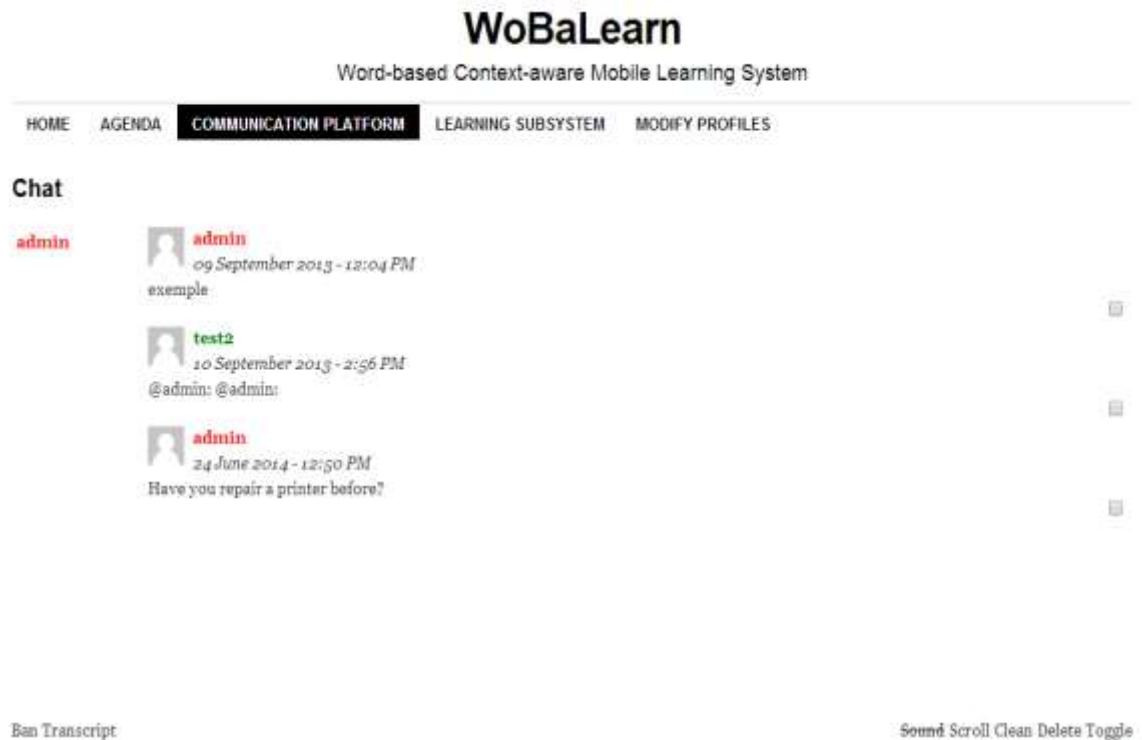 WoBaLearn
Word-based Context-aware Mobile Learning System
HOME AGENDA COMMUNICATION PLATFORM LEARNING SUBSYSTEM MODIFY PROFILES
Chat
admin
admin
09 September 2013 - 12:04 PM
exemple
test2
10 September 2013 - 2:56 PM
@admin: @admin:
admin
24 June 2014 - 12:50 PM
Have you repair a printer before?
Ban Transcript
Sound Scroll Clean Delete Toggle